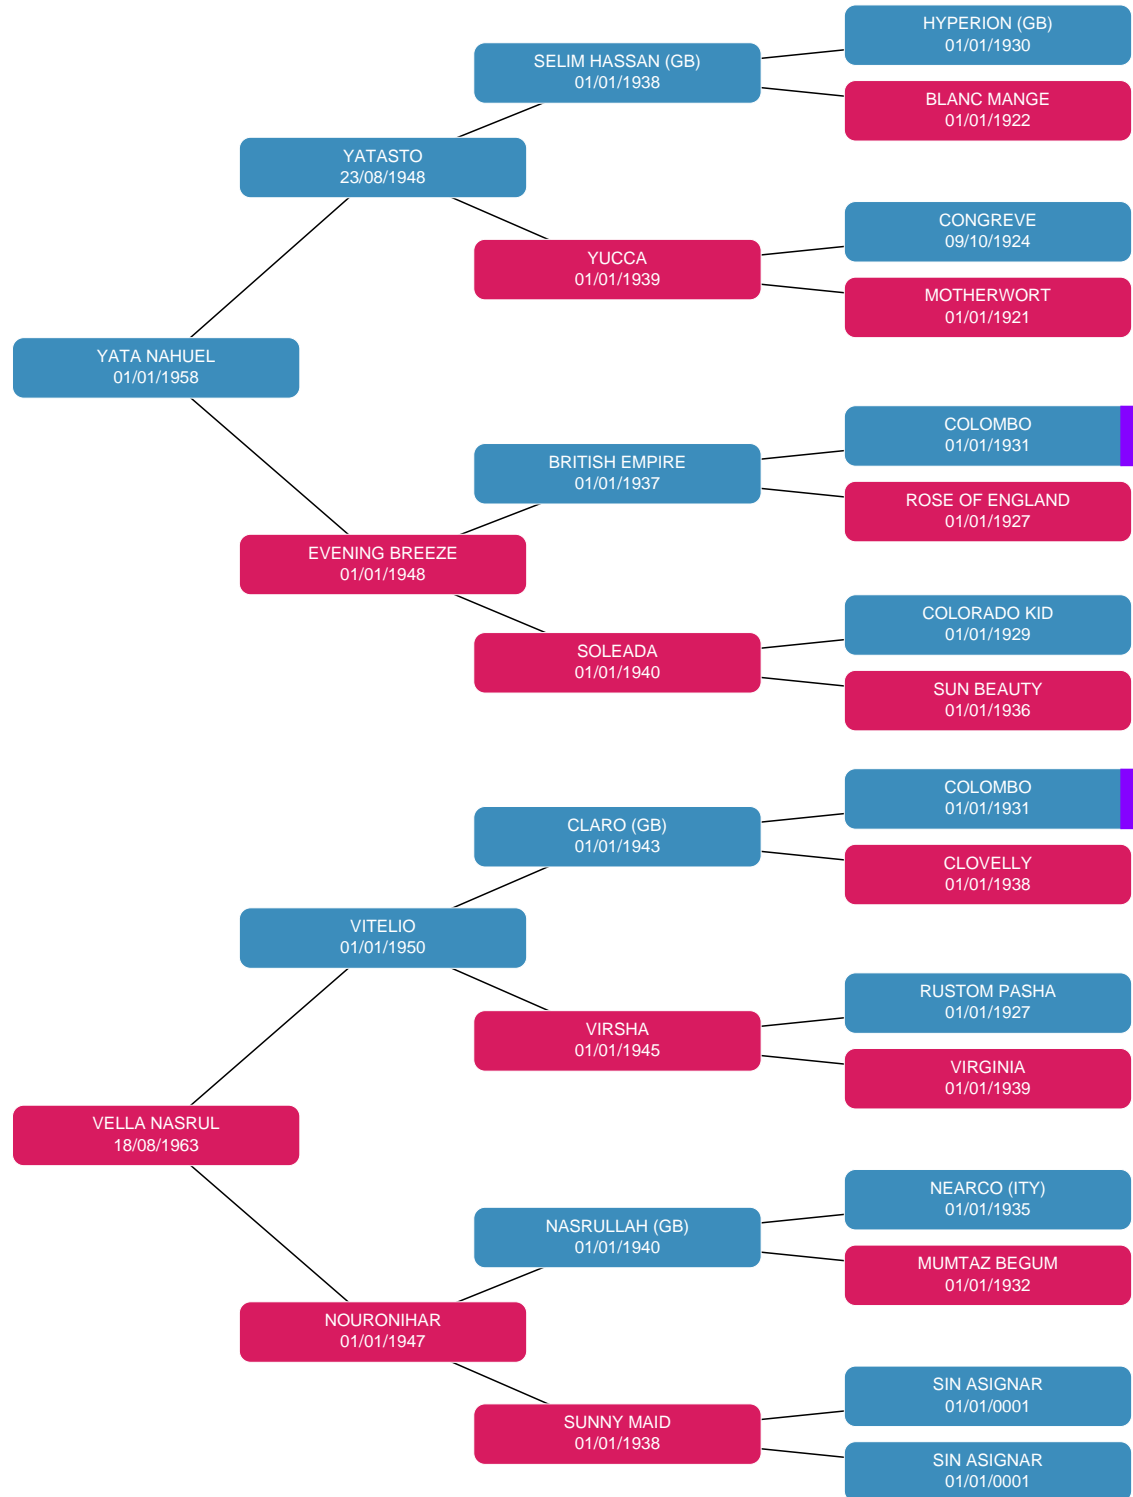 HYPERION (GB)
01/01/1930
SELIM HASSAN (GB)
01/01/1938
BLANC MANGE
01/01/1922
YATASTO
23/08/1948
CONGREVE
09/10/1924
YUCCA
01/01/1939
MOTHERWORT
01/01/1921
YATA NAHUEL
01/01/1958
COLOMBO
01/01/1931
BRITISH EMPIRE
01/01/1937
ROSE OF ENGLAND
01/01/1927
EVENING BREEZE
01/01/1948
COLORADO KID
01/01/1929
SOLEADA
01/01/1940
SUN BEAUTY
01/01/1936
COLOMBO
01/01/1931
CLARO (GB)
01/01/1943
CLOVELLY
01/01/1938
VITELIO
01/01/1950
RUSTOM PASHA
01/01/1927
VIRSHA
01/01/1945
VIRGINIA
01/01/1939
VELLA NASRUL
18/08/1963
NEARCO (ITY)
01/01/1935
NASRULLAH (GB)
01/01/1940
MUMTAZ BEGUM
01/01/1932
NOURONIHAR
01/01/1947
SIN ASIGNAR
01/01/0001
SUNNY MAID
01/01/1938
SIN ASIGNAR
01/01/0001